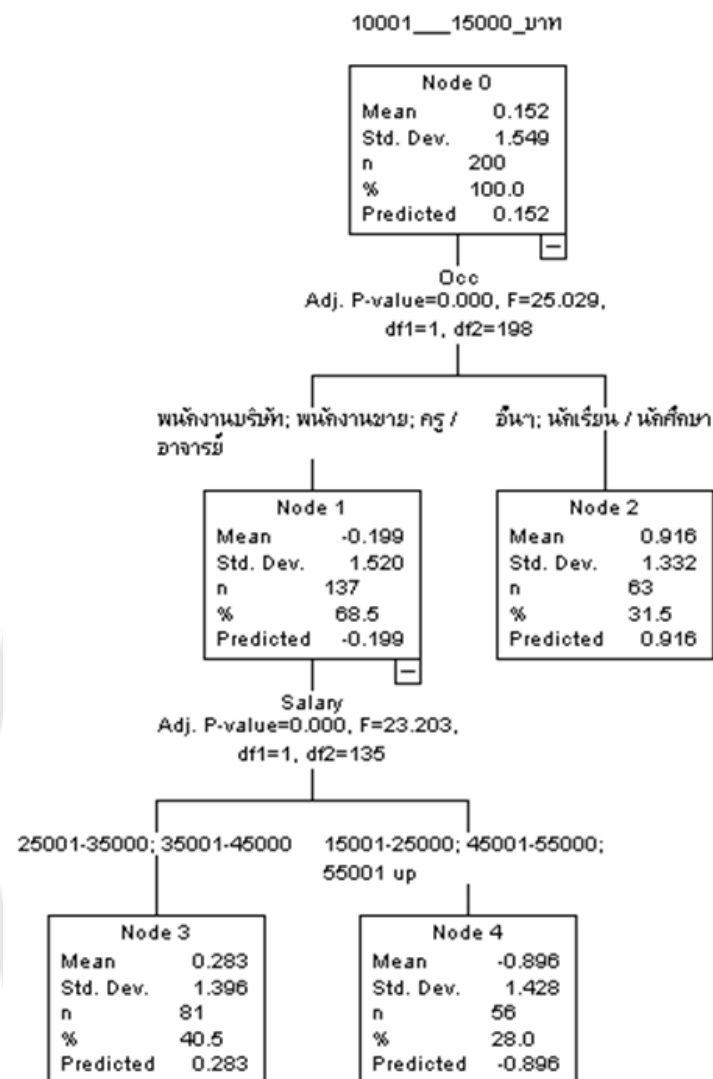 10001___15000_บาท
Node 0
Mean 0.152
Std. Dev. 1.549
n 200
% 100.0
Predicted 0.152
Occ
Adj. P-value=0.000, F=25.029,
df1=1, df2=198
พนักงานบริษัท; พนักงานขาย; ครู /
อาจารย์
อื่นๆ; นักเรียน / นักศึกษา
Node 1
Mean -0.199
Std. Dev. 1.520
n 137
% 68.5
Predicted -0.199
Node 2
Mean 0.916
Std. Dev. 1.332
n 63
% 31.5
Predicted 0.916
Salary
Adj. P-value=0.000, F=23.203,
df1=1, df2=135
25001-35000; 35001-45000
15001-25000; 45001-55000;
55001 up
Node 3
Mean 0.283
Std. Dev. 1.396
n 81
% 40.5
Predicted 0.283
Node 4
Mean -0.896
Std. Dev. 1.428
n 56
% 28.0
Predicted -0.896